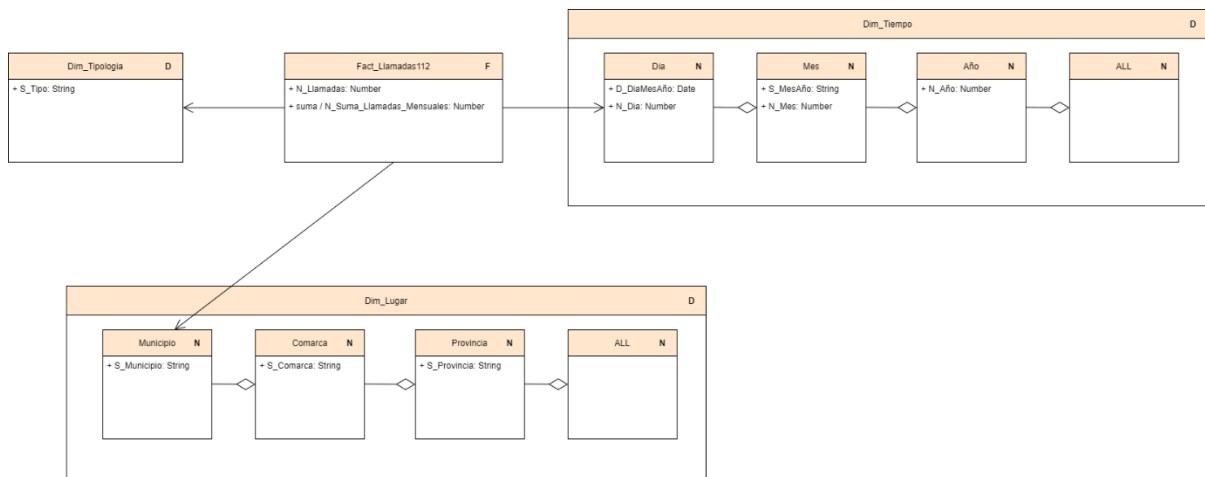 Dim_Tiempo D
Dim_Tipologia D
+ S_Tipo: String
Fact_Llamadas112 F
+ N_Llamadas: Number
+ suma / N_Suma_Llamadas_Mensuales: Number
Dia N
+ D_DiaMesAño: Date
+ N_Dia: Number
Mes N
+ S_MesAño: String
+ N_Mes: Number
Año N
+ N_Año: Number
ALL N
Dim_Lugar D
Municipio N
+ S_Municipio: String
Comarca N
+ S_Comarca: String
Provincia N
+ S_Provincia: String
ALL N